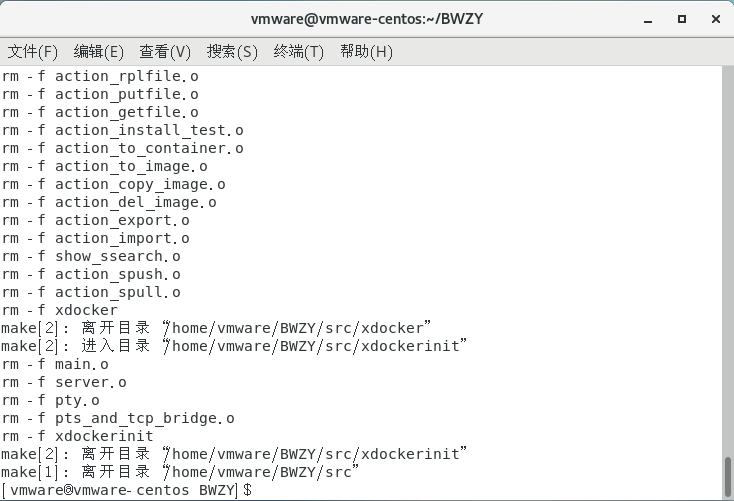 vmware@vmware-centos:~/BWZY
文件(F) 编辑(E) 查看(V) 搜索(S) 终端(T) 帮助(H)
rm -f action_rplfile.o
rm -f action_putfile.o
rm -f action_getfile.o
rm -f action_install_test.o
rm -f action_to_container.o
rm -f action_to_image.o
rm -f action_copy_image.o
rm -f action_del_image.o
rm -f action_export.o
rm -f action_import.o
rm -f show_ssearch.o
rm -f action_spush.o
rm -f action_spull.o
rm -f xdocker
make[2]: 离开目录“/home/vmware/BWZY/src/xdocker”
make[2]: 进入目录“/home/vmware/BWZY/src/xdockerinit”
rm -f main.o
rm -f server.o
rm -f pty.o
rm -f pts_and_tcp_bridge.o
rm -f xdockerinit
make[2]: 离开目录“/home/vmware/BWZY/src/xdockerinit”
make[1]: 离开目录“/home/vmware/BWZY/src”
[vmware@vmware-centos BWZY]$